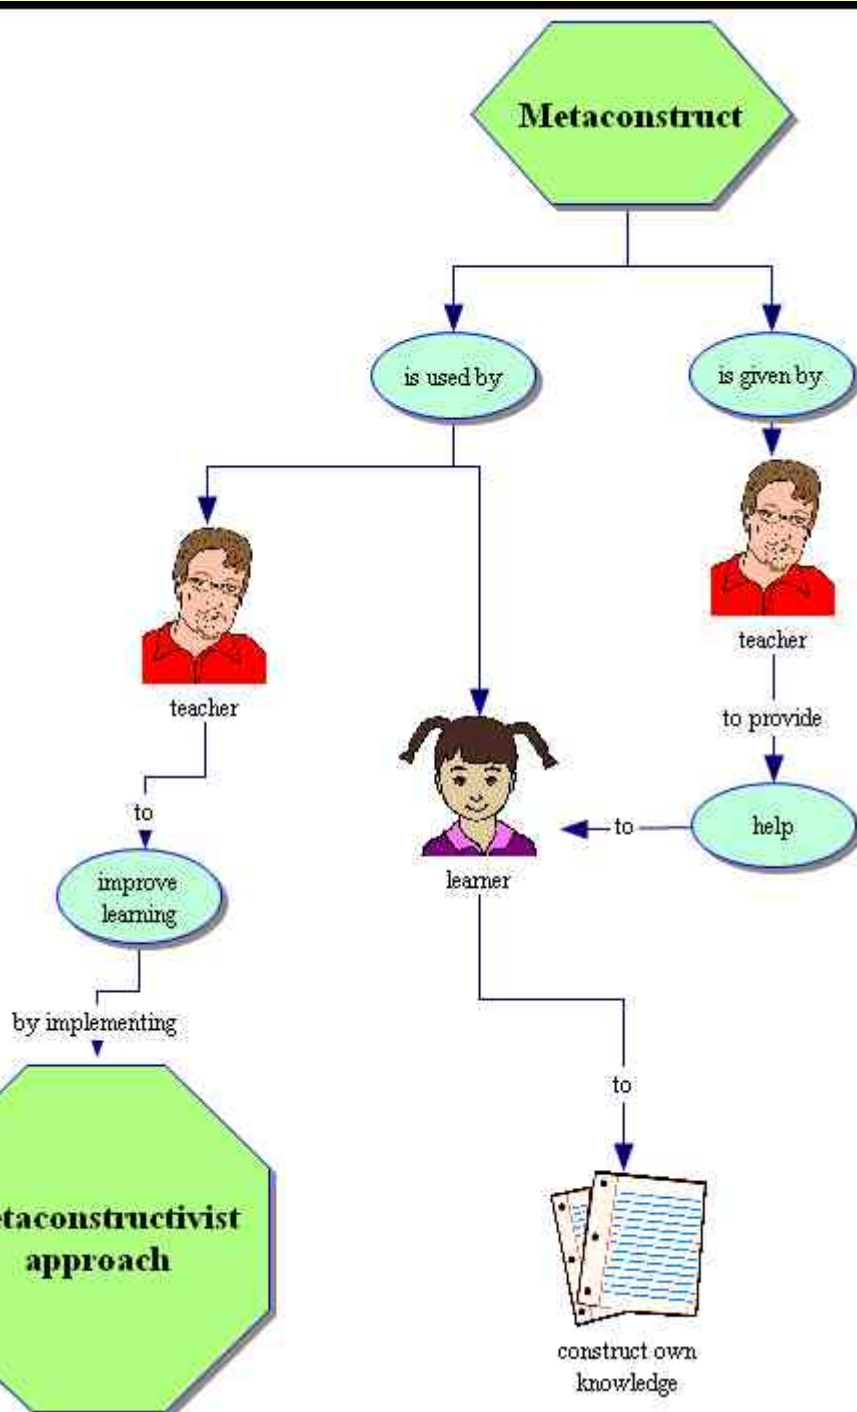 Metaconstruct
is used by
is given by
teacher
teacher
to provide
to
to
help
learner
improve
learning
by implementing
to
etaconstructivist
approach
construct own
knowledge